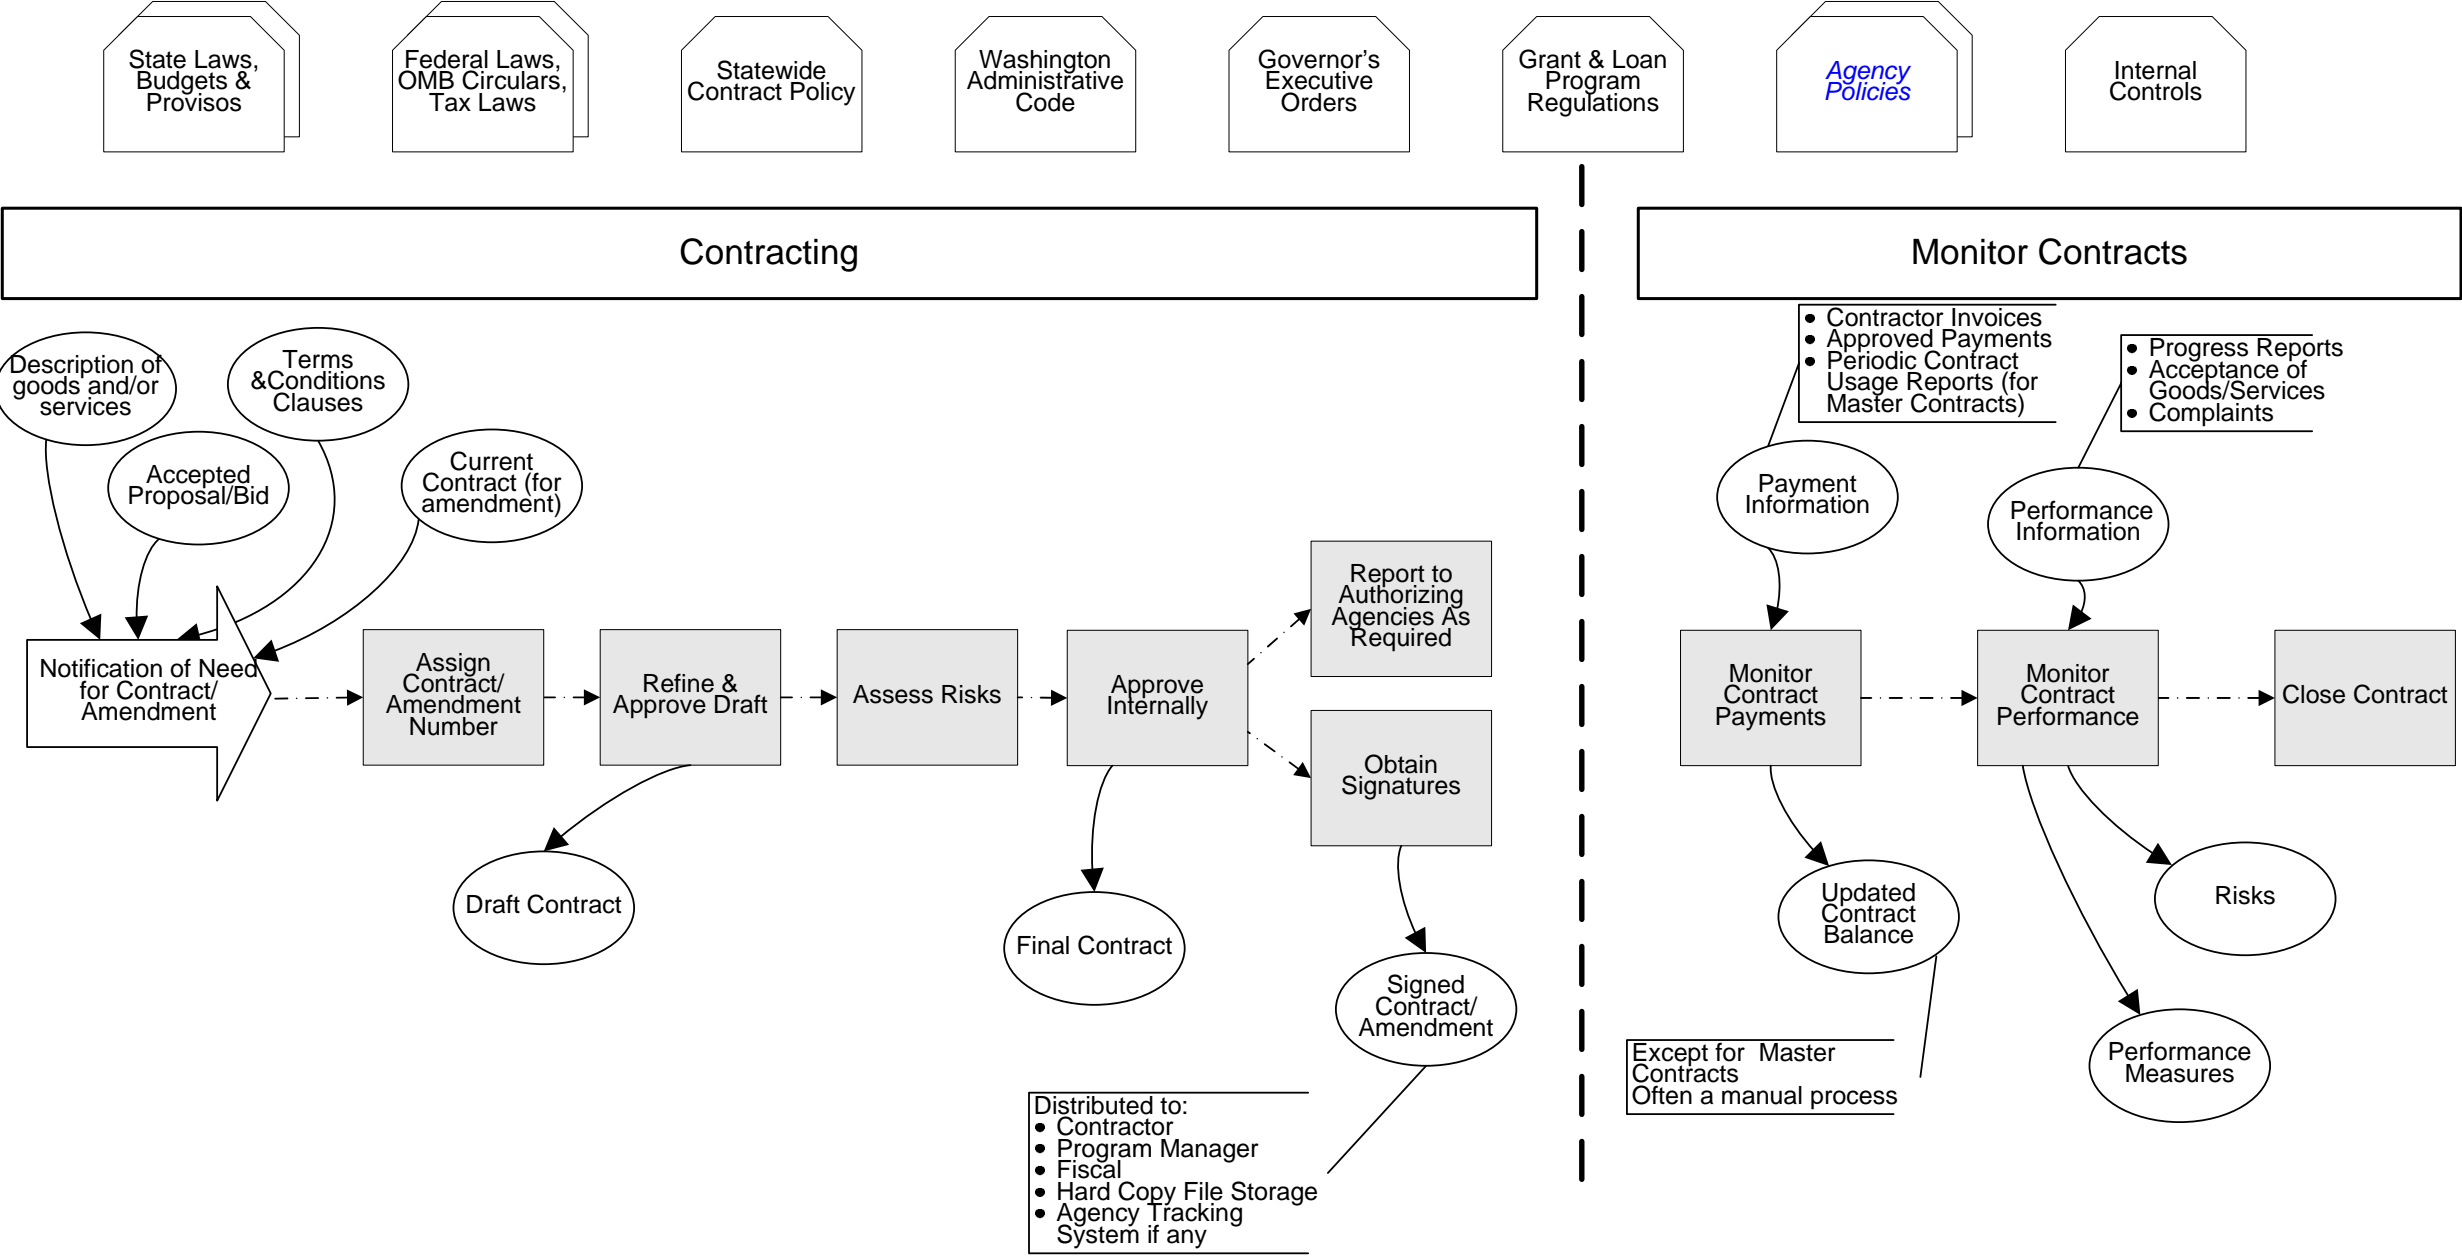 State Laws,
Budgets &
Provisos
Federal Laws,
OMB Circulars,
Tax Laws
Statewide
Contract Policy
Washington
Administrative
Code
Governor's
Executive
Orders
Grant & Loan
Program
Regulations
Agency
Policies
Internal
Controls
Contracting
Monitor Contracts
Description of
goods and/or
services
Terms
&Conditions
Clauses
Accepted
Proposal/Bid
Current
Contract (for
amendment)
• Contractor Invoices
• Approved Payments
• Periodic Contract
Usage Reports (for
Master Contracts)
• Progress Reports
• Acceptance of
Goods/Services
• Complaints
Payment
Information
Performance
Information
Notification of Need
for Contract/
Amendment
Assign
Contract/
Amendment
Number
Refine &
Approve Draft
Assess Risks
Approve
Internally
Report to
Authorizing
Agencies As
Required
Obtain
Signatures
Monitor
Contract
Payments
Monitor
Contract
Performance
Close Contract
Draft Contract
Final Contract
Signed
Contract/
Amendment
Updated
Contract
Balance
Risks
Performance
Measures
Except for  Master
Contracts
Often a manual process
Distributed to:
• Contractor
• Program Manager
• Fiscal
• Hard Copy File Storage
• Agency Tracking
System if any